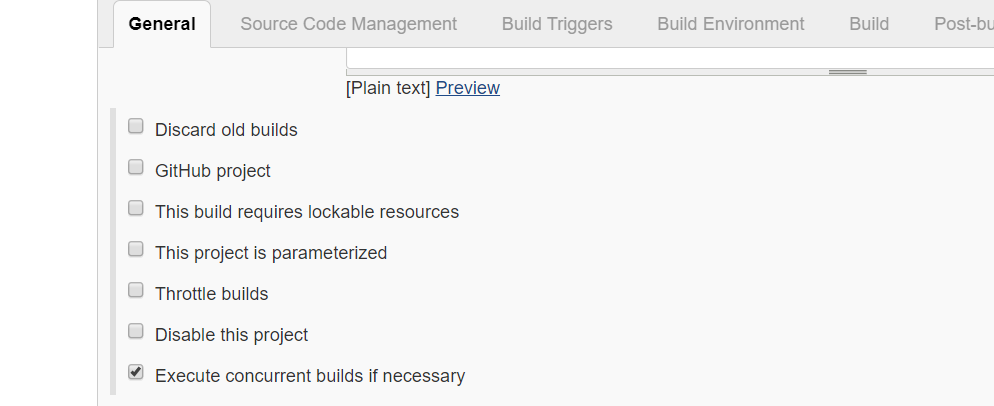 General Source Code Management Build Triggers Build Environment Build Post-bu
[Plain text] Preview
Discard old builds
GitHub project
This build requires lockable resources
This project is parameterized
Throttle builds
Disable this project
Execute concurrent builds if necessary